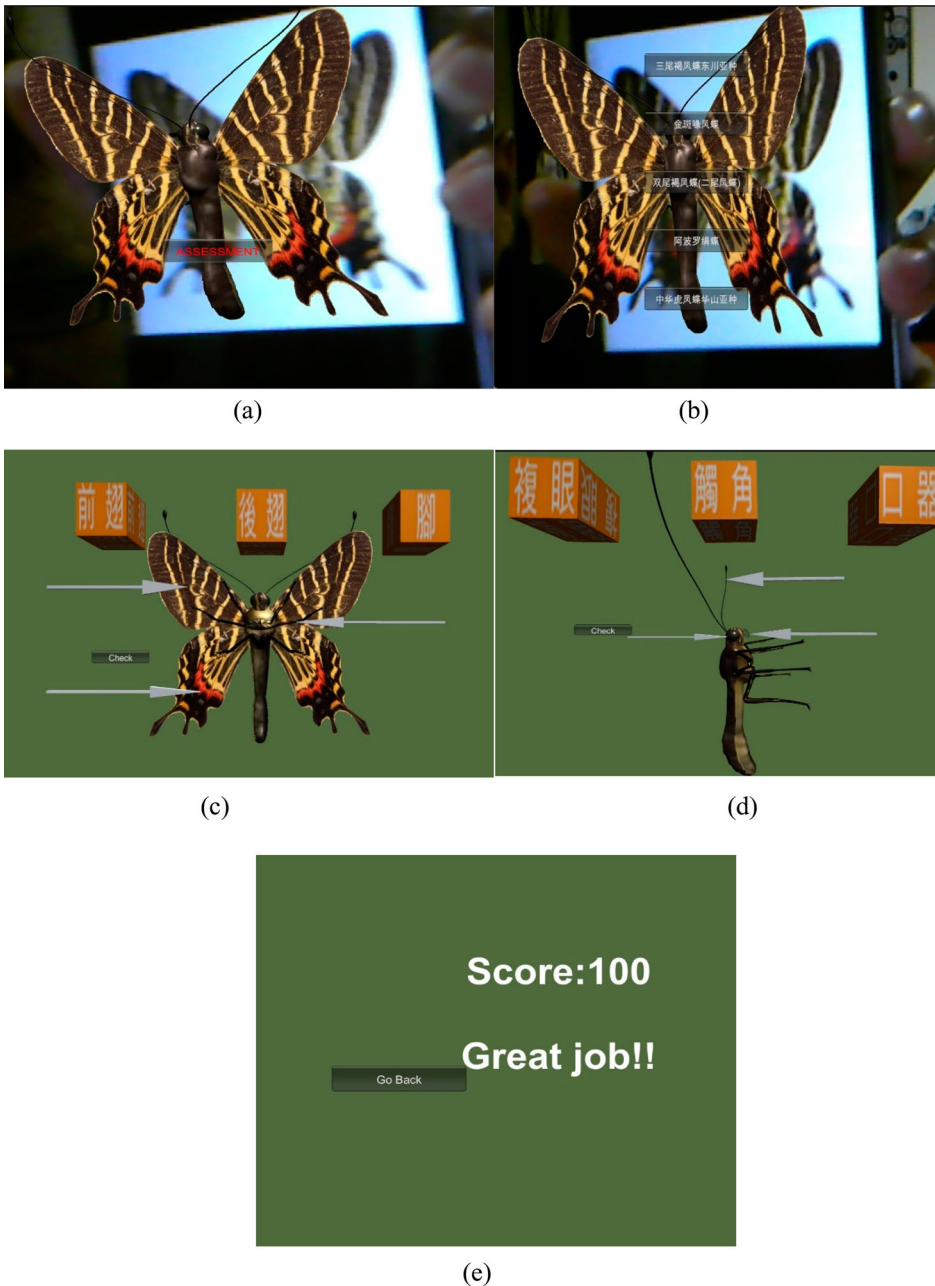 ASSESSMENT
三尾褐凤蝶东川亚种
金斑喙凤蝶
双尾褐凤蝶(二尾凤蝶)
阿波罗绢蝶
中华虎凤蝶华山亚种
(a)
(b)
前翅
後翅
腳
Check
複眼
觸角
口器
Check
(c)
(d)
Score:100
Great job!!
Go Back
(e)